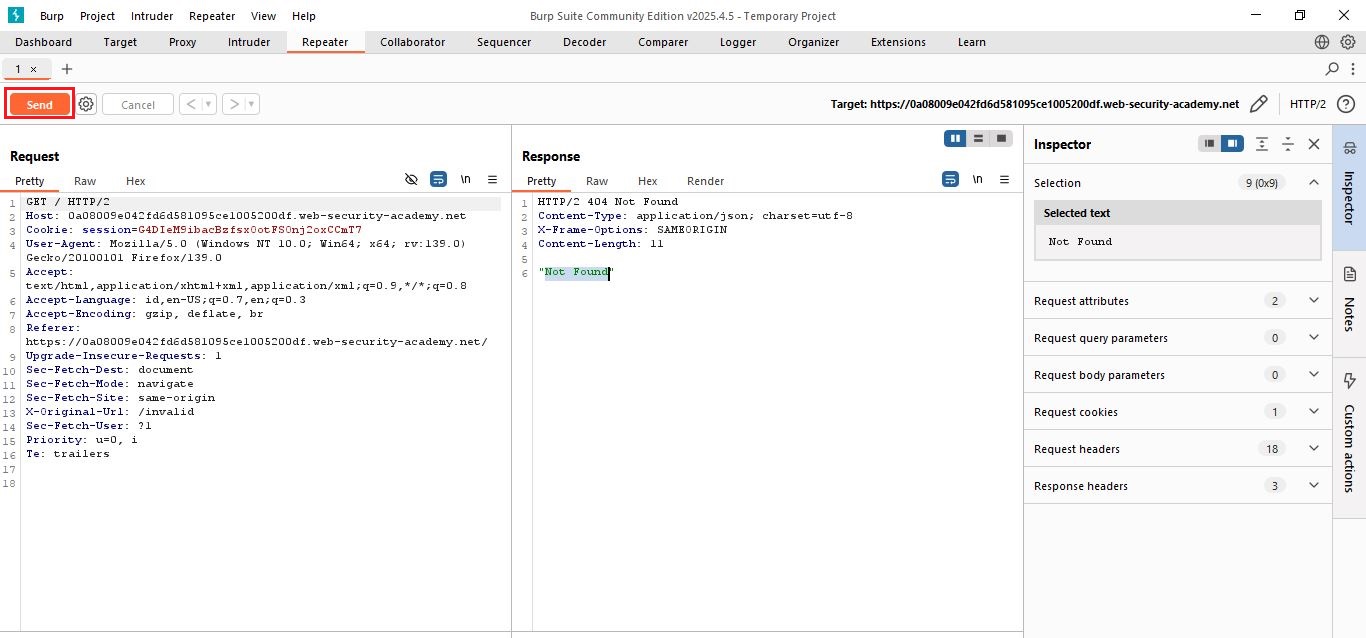 Burp Project Intruder Repeater View Help
Burp Suite Community Edition v2025.4.5 - Temporary Project
Dashboard Target Proxy Intruder Repeater Collaborator Sequencer Decoder Comparer Logger Organizer Extensions Learn
1 × +
Send Cancel < >
Target: https://0a08009e042fd6d581095ce1005200df.web-security-academy.net HTTP/2 ?
Request
Pretty Raw Hex \n
1 GET / HTTP/2
2 Host: 0a08009e042fd6d581095ce1005200df.web-security-academy.net
3 Cookie: session=G4DIeM9ibacBzfsxOotFSOnj2oxCCmT7
4 User-Agent: Mozilla/5.0 (Windows NT 10.0; Win64; x64; rv:139.0)
Gecko/20100101 Firefox/139.0
5 Accept:
text/html,application/xhtml+xml,application/xml;q=0.9,*/*;q=0.8
6 Accept-Language: id,en-US;q=0.7,en;q=0.3
7 Accept-Encoding: gzip, deflate, br
8 Referer:
https://0a08009e042fd6d581095ce1005200df.web-security-academy.net/
9 Upgrade-Insecure-Requests: 1
10 Sec-Fetch-Dest: document
11 Sec-Fetch-Mode: navigate
12 Sec-Fetch-Site: same-origin
13 X-Original-Url: /invalid
14 Sec-Fetch-User: ?1
15 Priority: u=0, i
16 Te: trailers
17
18
Response
Pretty Raw Hex Render \n
1 HTTP/2 404 Not Found
2 Content-Type: application/json; charset=utf-8
3 X-Frame-Options: SAMEORIGIN
4 Content-Length: 11
5
6 "Not Found"
Inspector
Selection 9 (0x9)
Selected text
Not Found
Request attributes 2
Request query parameters 0
Request body parameters 0
Request cookies 1
Request headers 18
Response headers 3
Inspector
Notes
Custom actions